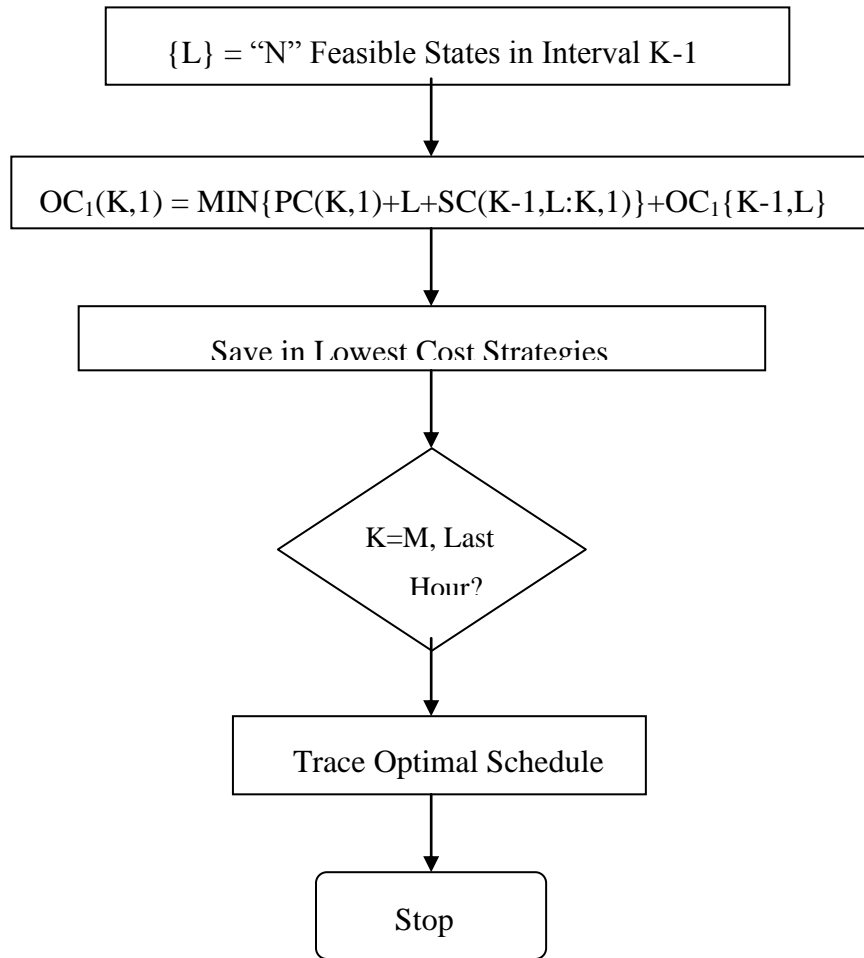 {L} = “N” Feasible States in Interval K-1
OC₁(K,1) = MIN{PC(K,1)+L+SC(K-1,L:K,1)}+OC₁{K-1,L}
Save in Lowest Cost Strategies
K=M, Last
Hour?
Trace Optimal Schedule
Stop